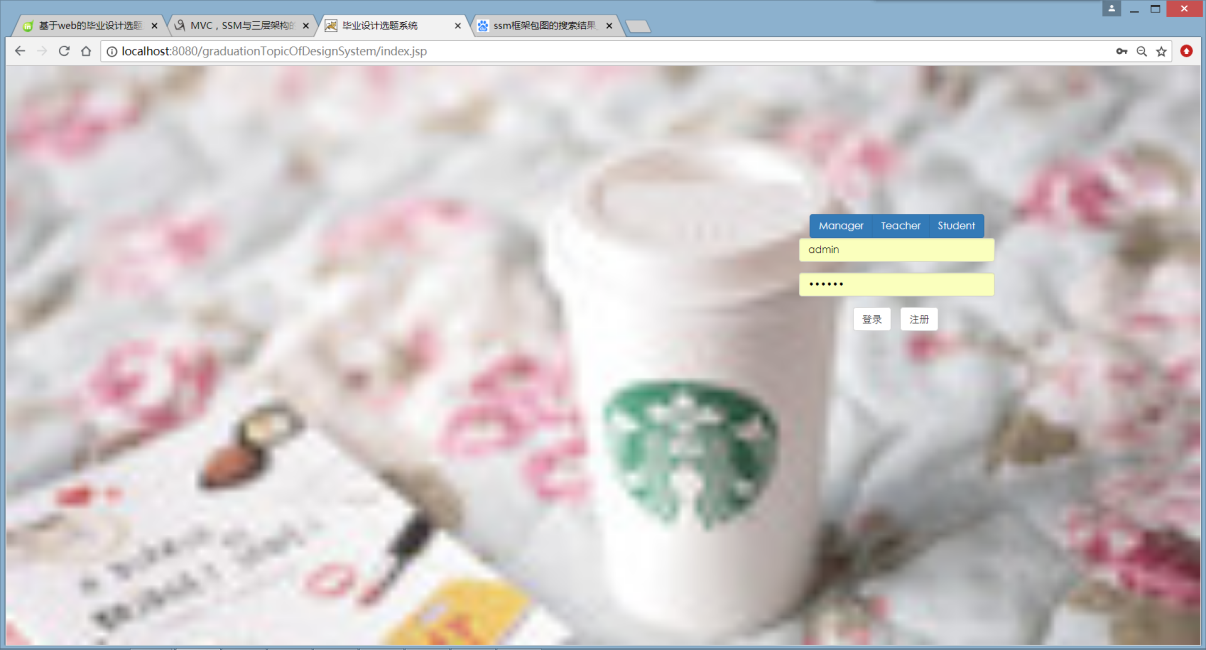 基于web的毕业设计选题
MVC，SSM与三层架构的
毕业设计选题系统
ssm框架包图的搜索结果
localhost:8080/graduationTopicOfDesignSystem/index.jsp
Manager Teacher Student
admin
••••••
登录 注册